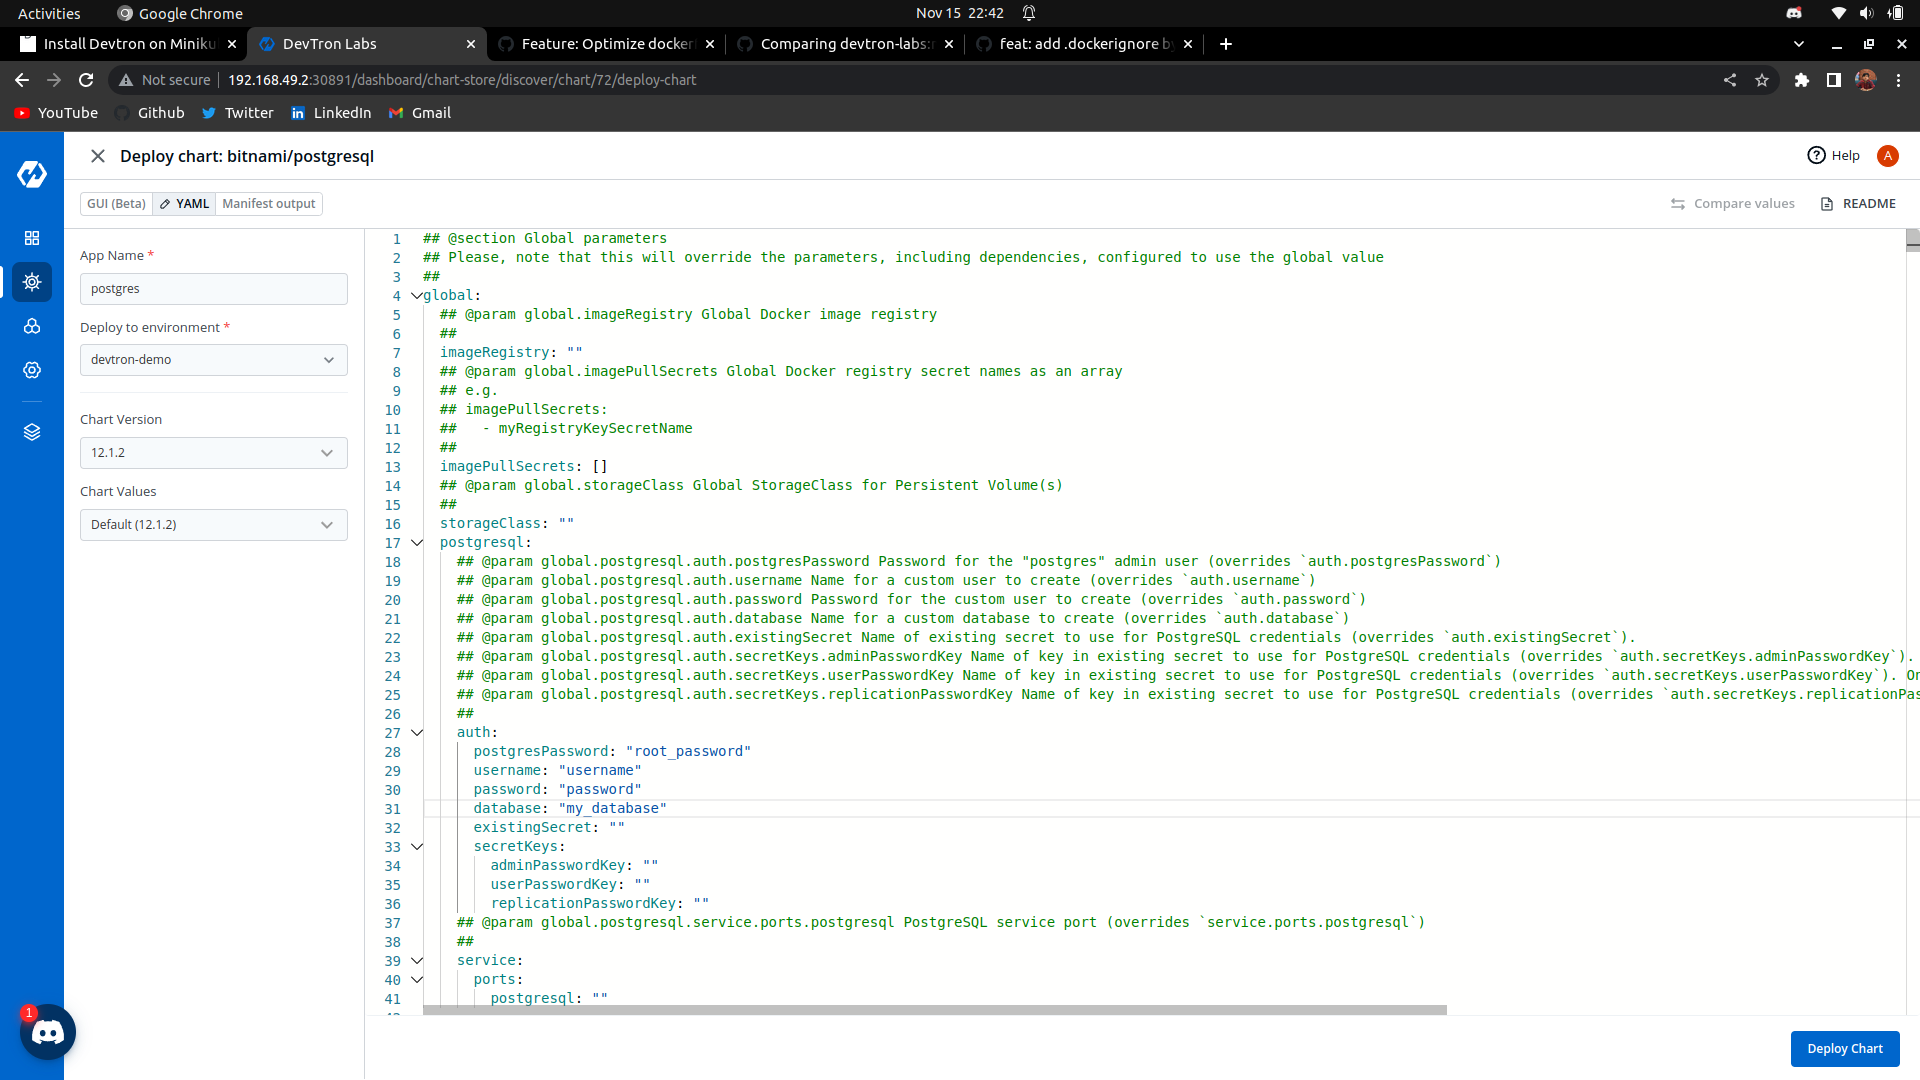 Activities
Google Chrome
Nov 15 22:42
Install Devtron on Miniku
DevTron Labs
Feature: Optimize dockerf
Comparing devtron-labs:
feat: add .dockerignore by
Not secure
192.168.49.2:30891/dashboard/chart-store/discover/chart/72/deploy-chart
YouTube
Github
Twitter
LinkedIn
Gmail
Deploy chart: bitnami/postgresql
Help
A
GUI (Beta)
YAML
Manifest output
Compare values
README
App Name *
postgres
Deploy to environment *
devtron-demo
Chart Version
12.1.2
Chart Values
Default (12.1.2)
1 ## @section Global parameters
2 ## Please, note that this will override the parameters, including dependencies, configured to use the global value
3 ##
4 global:
5 ## @param global.imageRegistry Global Docker image registry
6 ##
7 imageRegistry: ""
8 ## @param global.imagePullSecrets Global Docker registry secret names as an array
9 ## e.g.
10 ## imagePullSecrets:
11 ##   - myRegistryKeySecretName
12 ##
13 imagePullSecrets: []
14 ## @param global.storageClass Global StorageClass for Persistent Volume(s)
15 ##
16 storageClass: ""
17 postgresql:
18 ## @param global.postgresql.auth.postgresPassword Password for the "postgres" admin user (overrides `auth.postgresPassword`)
19 ## @param global.postgresql.auth.username Name for a custom user to create (overrides `auth.username`)
20 ## @param global.postgresql.auth.password Password for the custom user to create (overrides `auth.password`)
21 ## @param global.postgresql.auth.database Name for a custom database to create (overrides `auth.database`)
22 ## @param global.postgresql.auth.existingSecret Name of existing secret to use for PostgreSQL credentials (overrides `auth.existingSecret`).
23 ## @param global.postgresql.auth.secretKeys.adminPasswordKey Name of key in existing secret to use for PostgreSQL credentials (overrides `auth.secretKeys.adminPasswordKey`).
24 ## @param global.postgresql.auth.secretKeys.userPasswordKey Name of key in existing secret to use for PostgreSQL credentials (overrides `auth.secretKeys.userPasswordKey`). On
25 ## @param global.postgresql.auth.secretKeys.replicationPasswordKey Name of key in existing secret to use for PostgreSQL credentials (overrides `auth.secretKeys.replicationPas
26 ##
27 auth:
28 postgresPassword: "root_password"
29 username: "username"
30 password: "password"
31 database: "my_database"
32 existingSecret: ""
33 secretKeys:
34 adminPasswordKey: ""
35 userPasswordKey: ""
36 replicationPasswordKey: ""
37 ## @param global.postgresql.service.ports.postgresql PostgreSQL service port (overrides `service.ports.postgresql`)
38 ##
39 service:
40 ports:
41 postgresql: ""
1
Deploy Chart